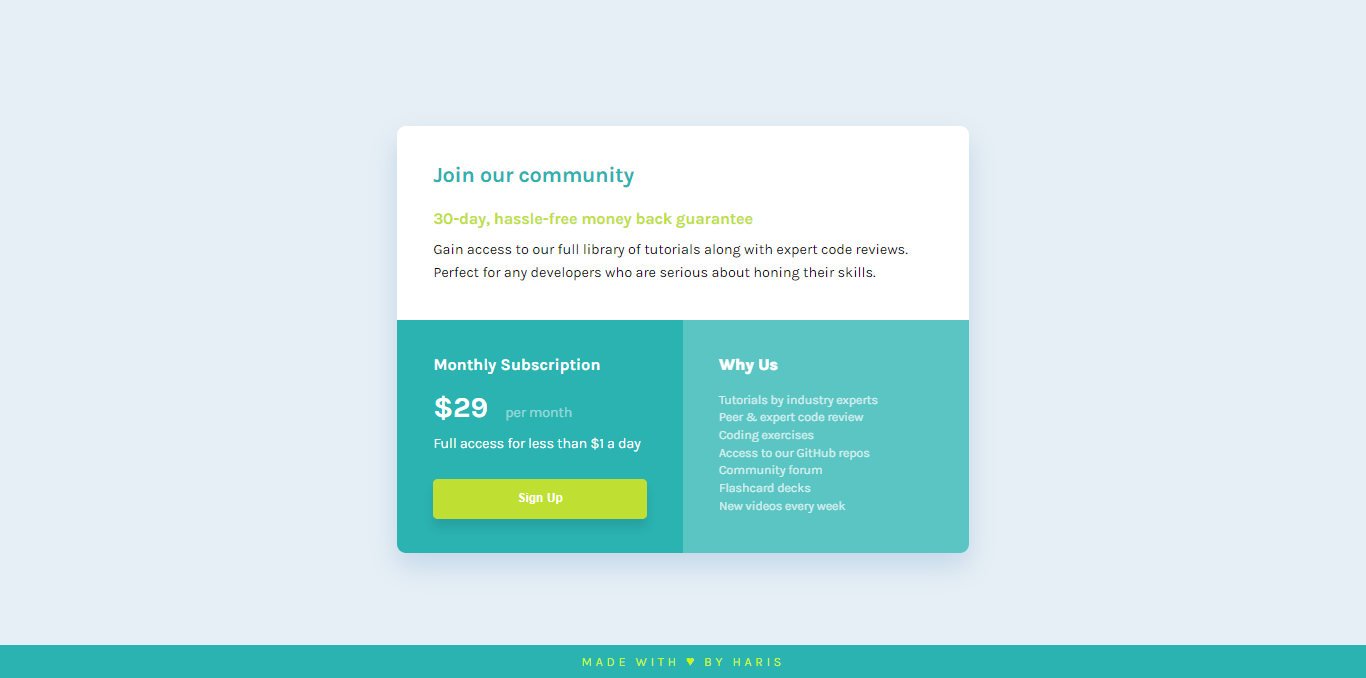 Join our community
30-day, hassle-free money back guarantee
Gain access to our full library of tutorials along with expert code reviews.
Perfect for any developers who are serious about honing their skills.
Monthly Subscription
$29 per month
Full access for less than $1 a day
Sign Up
Why Us
Tutorials by industry experts
Peer & expert code review
Coding exercises
Access to our GitHub repos
Community forum
Flashcard decks
New videos every week
MADE WITH ♥ BY HARIS